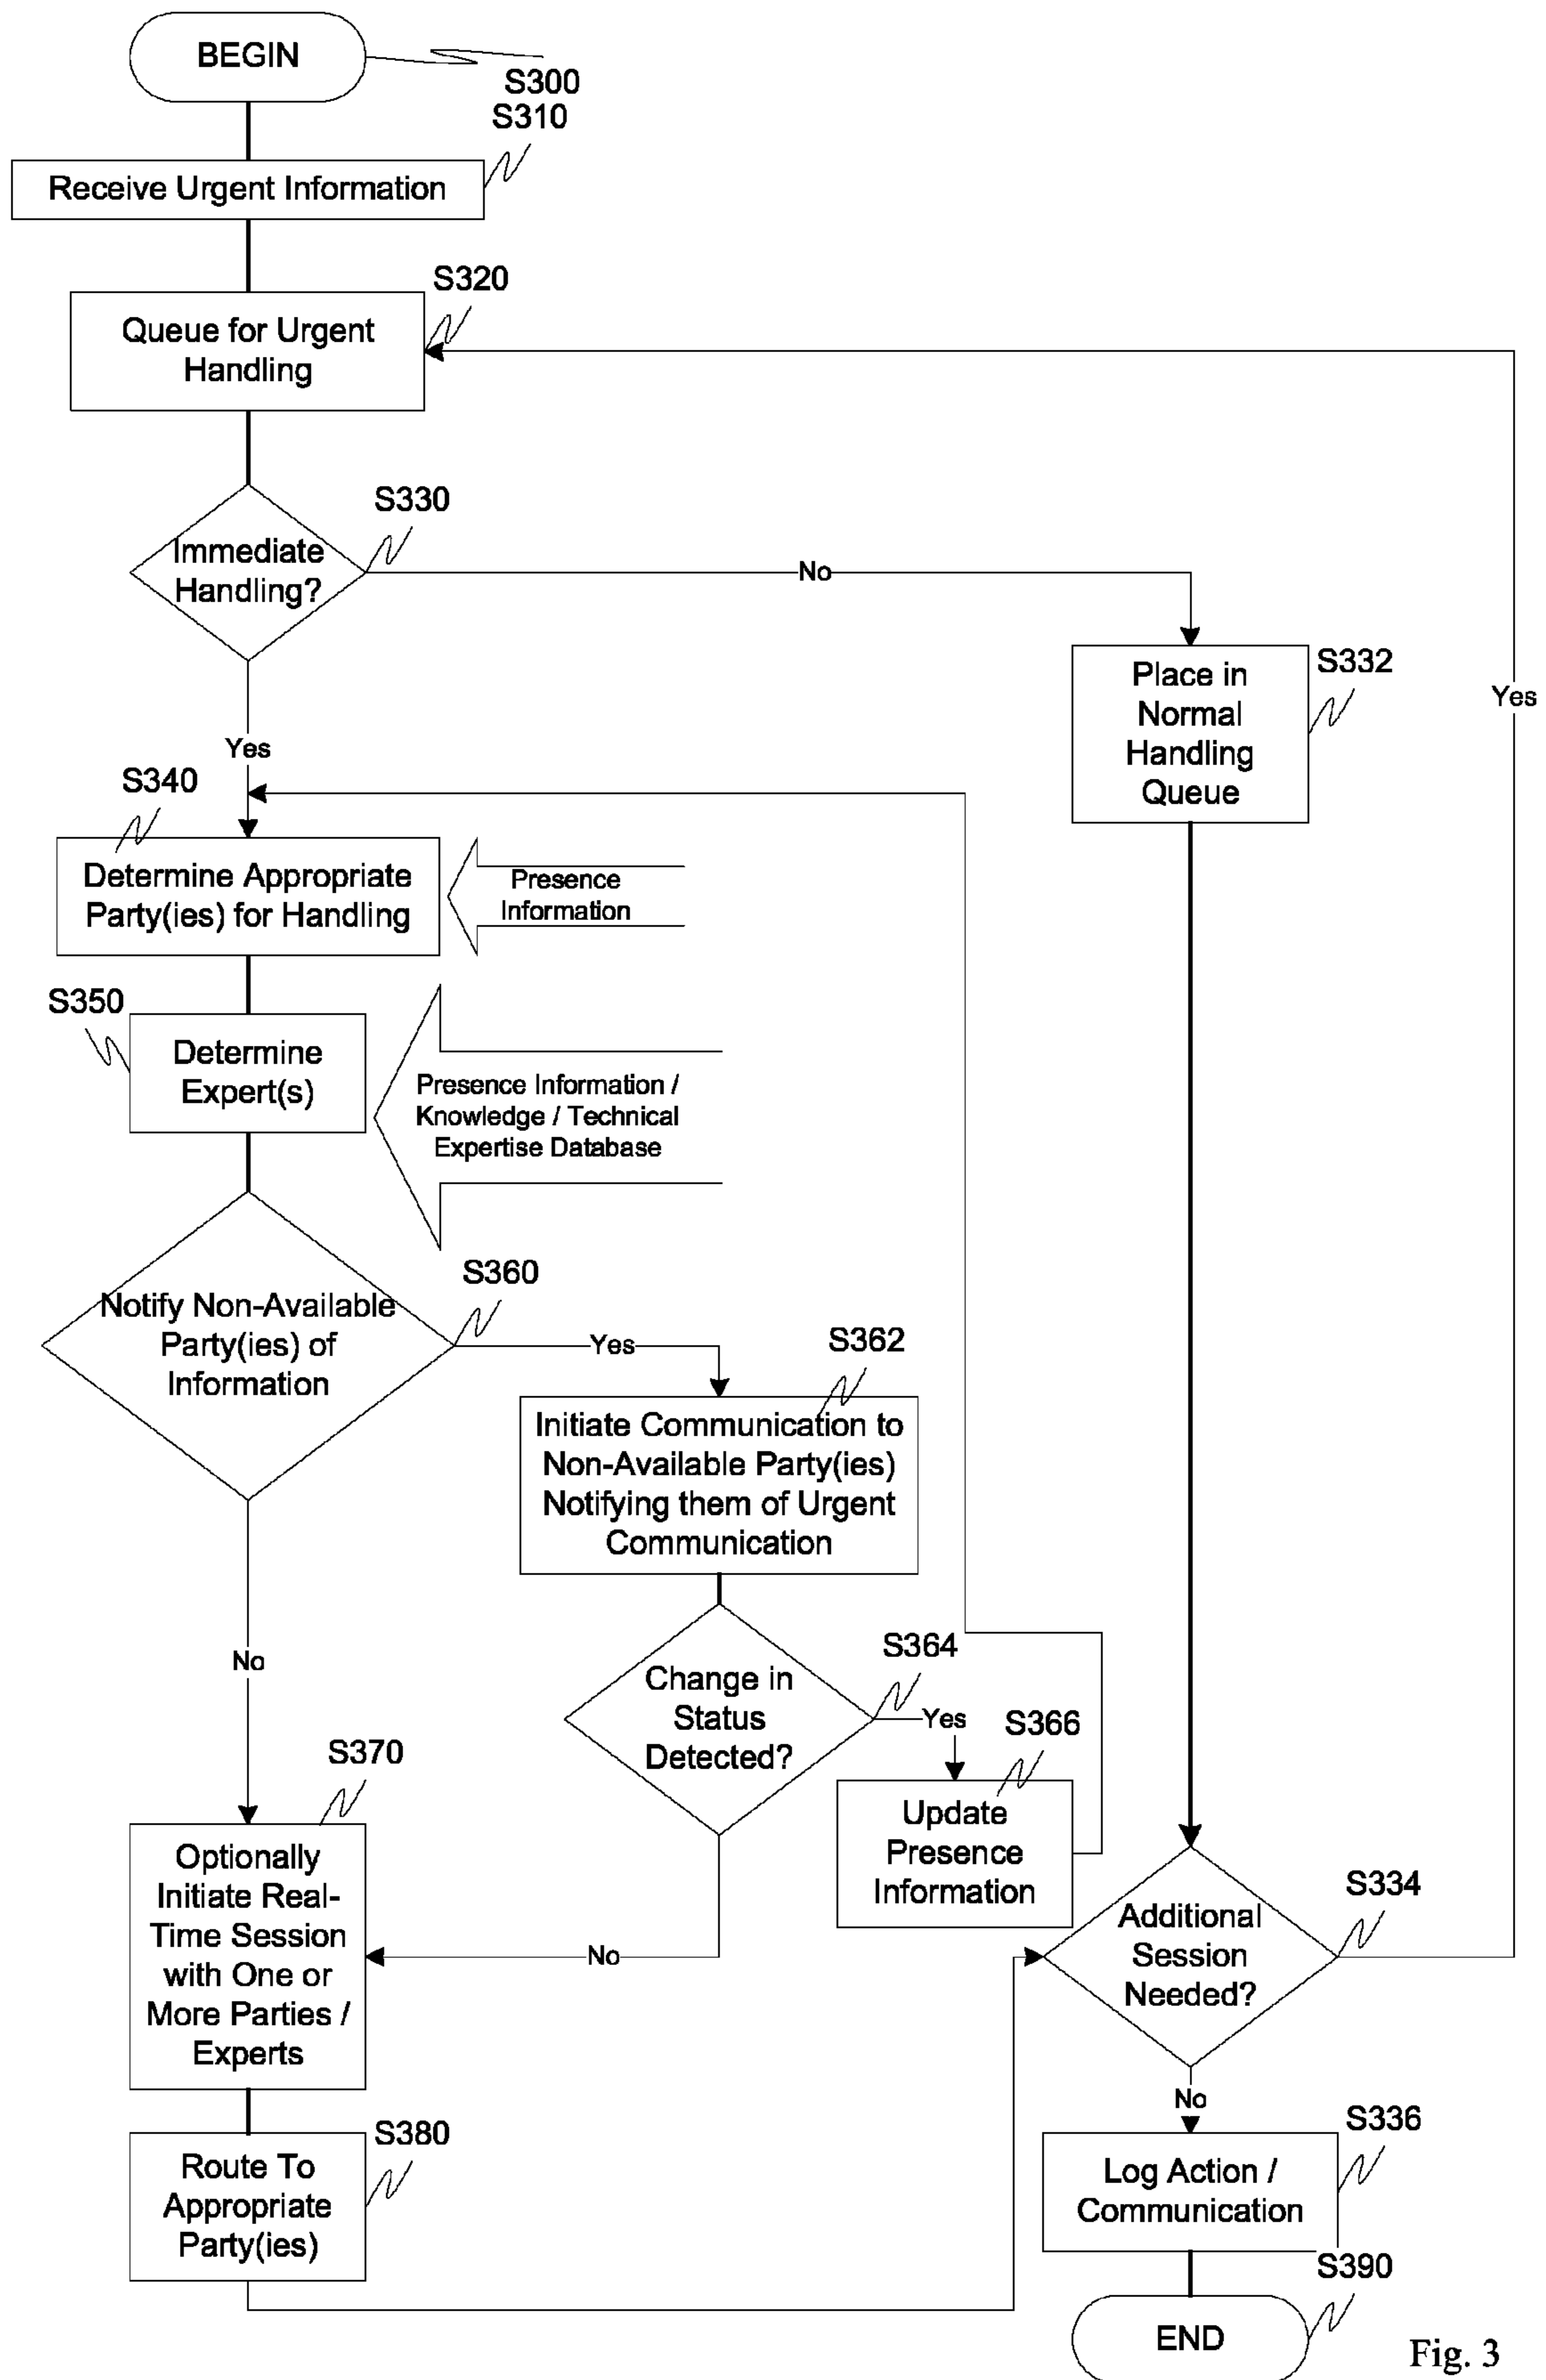 BEGIN
S300
S310
Receive Urgent Information
S320
Queue for Urgent
Handling
S330
Immediate
Handling?
No
S332
Place in
Normal
Handling
Queue
Yes
Yes
S340
Determine Appropriate
Party(ies) for Handling
Presence
Information
S350
Determine
Expert(s)
Presence Information /
Knowledge / Technical
Expertise Database
S360
Notify Non-Available
Party(ies) of
Information
Yes
S362
Initiate Communication to
Non-Available Party(ies)
Notifying them of Urgent
Communication
No
S364
Change in
Status
Detected?
Yes
S366
Update
Presence
Information
No
S370
Optionally
Initiate Real-
Time Session
with One or
More Parties /
Experts
S334
Additional
Session
Needed?
No
S380
Route To
Appropriate
Party(ies)
S336
Log Action /
Communication
S390
END
Fig. 3